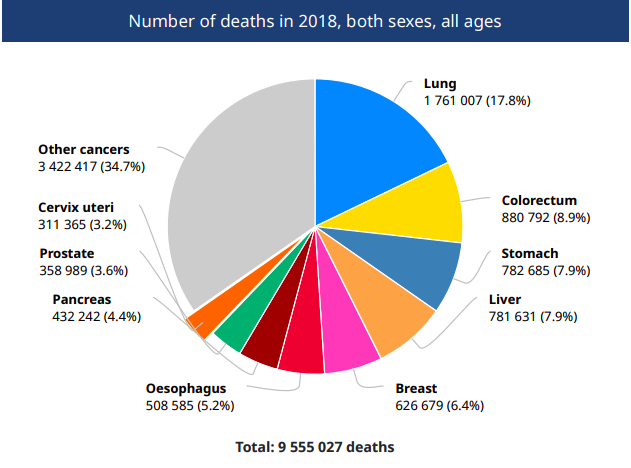 Number of deaths in 2018, both sexes, all ages
Lung
1 761 007 (17.8%)
Colorectum
880 792 (8.9%)
Stomach
782 685 (7.9%)
Liver
781 631 (7.9%)
Breast
626 679 (6.4%)
Oesophagus
508 585 (5.2%)
Pancreas
432 242 (4.4%)
Prostate
358 989 (3.6%)
Cervix uteri
311 365 (3.2%)
Other cancers
3 422 417 (34.7%)
Total: 9 555 027 deaths